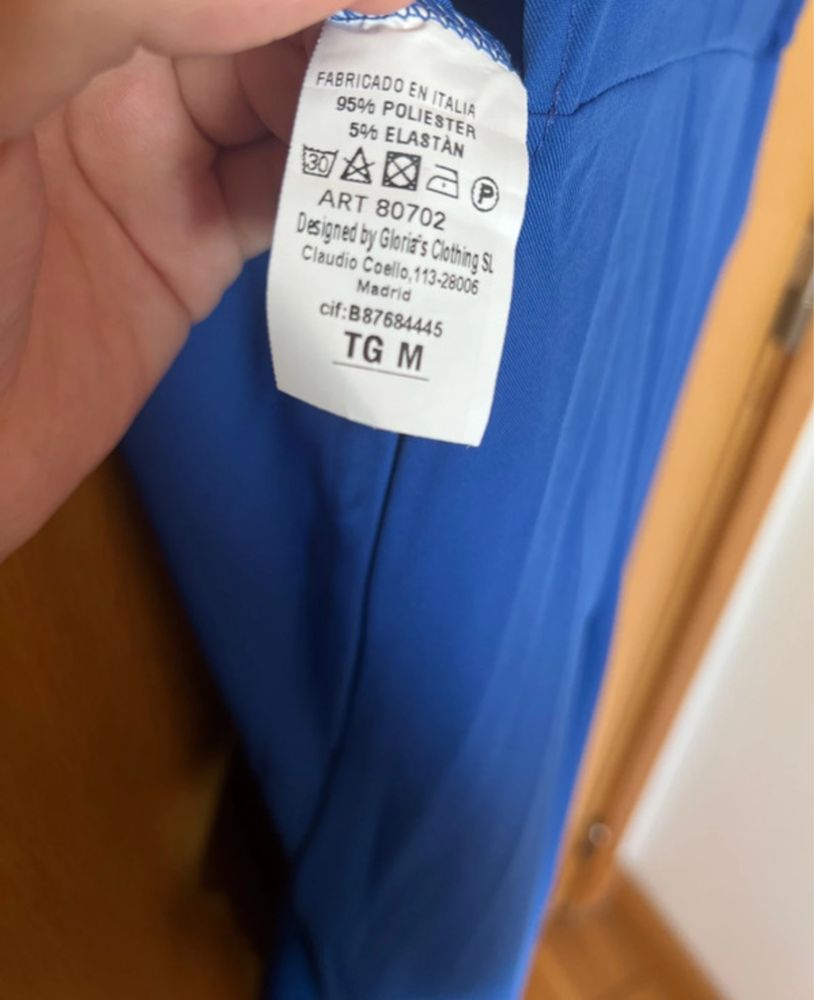 FABRICADO EN ITALIA
95% POLIESTER
5% ELASTÀN
30 P
ART 80702
Designed by Gloria's Clothing SL
Claudio Coello,113-28006
Madrid
cif:B87684445
TG M